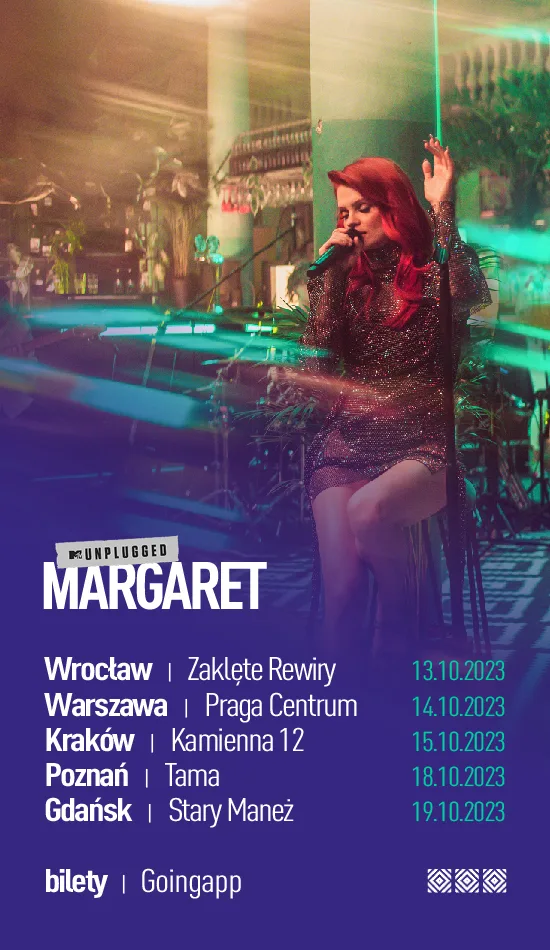 MTV UNPLUGGED
MARGARET
Wrocław | Zaklęte Rewiry 13.10.2023
Warszawa | Praga Centrum 14.10.2023
Kraków | Kamienna 12 15.10.2023
Poznań | Tama 18.10.2023
Gdańsk | Stary Maneż 19.10.2023
bilety | Goingapp